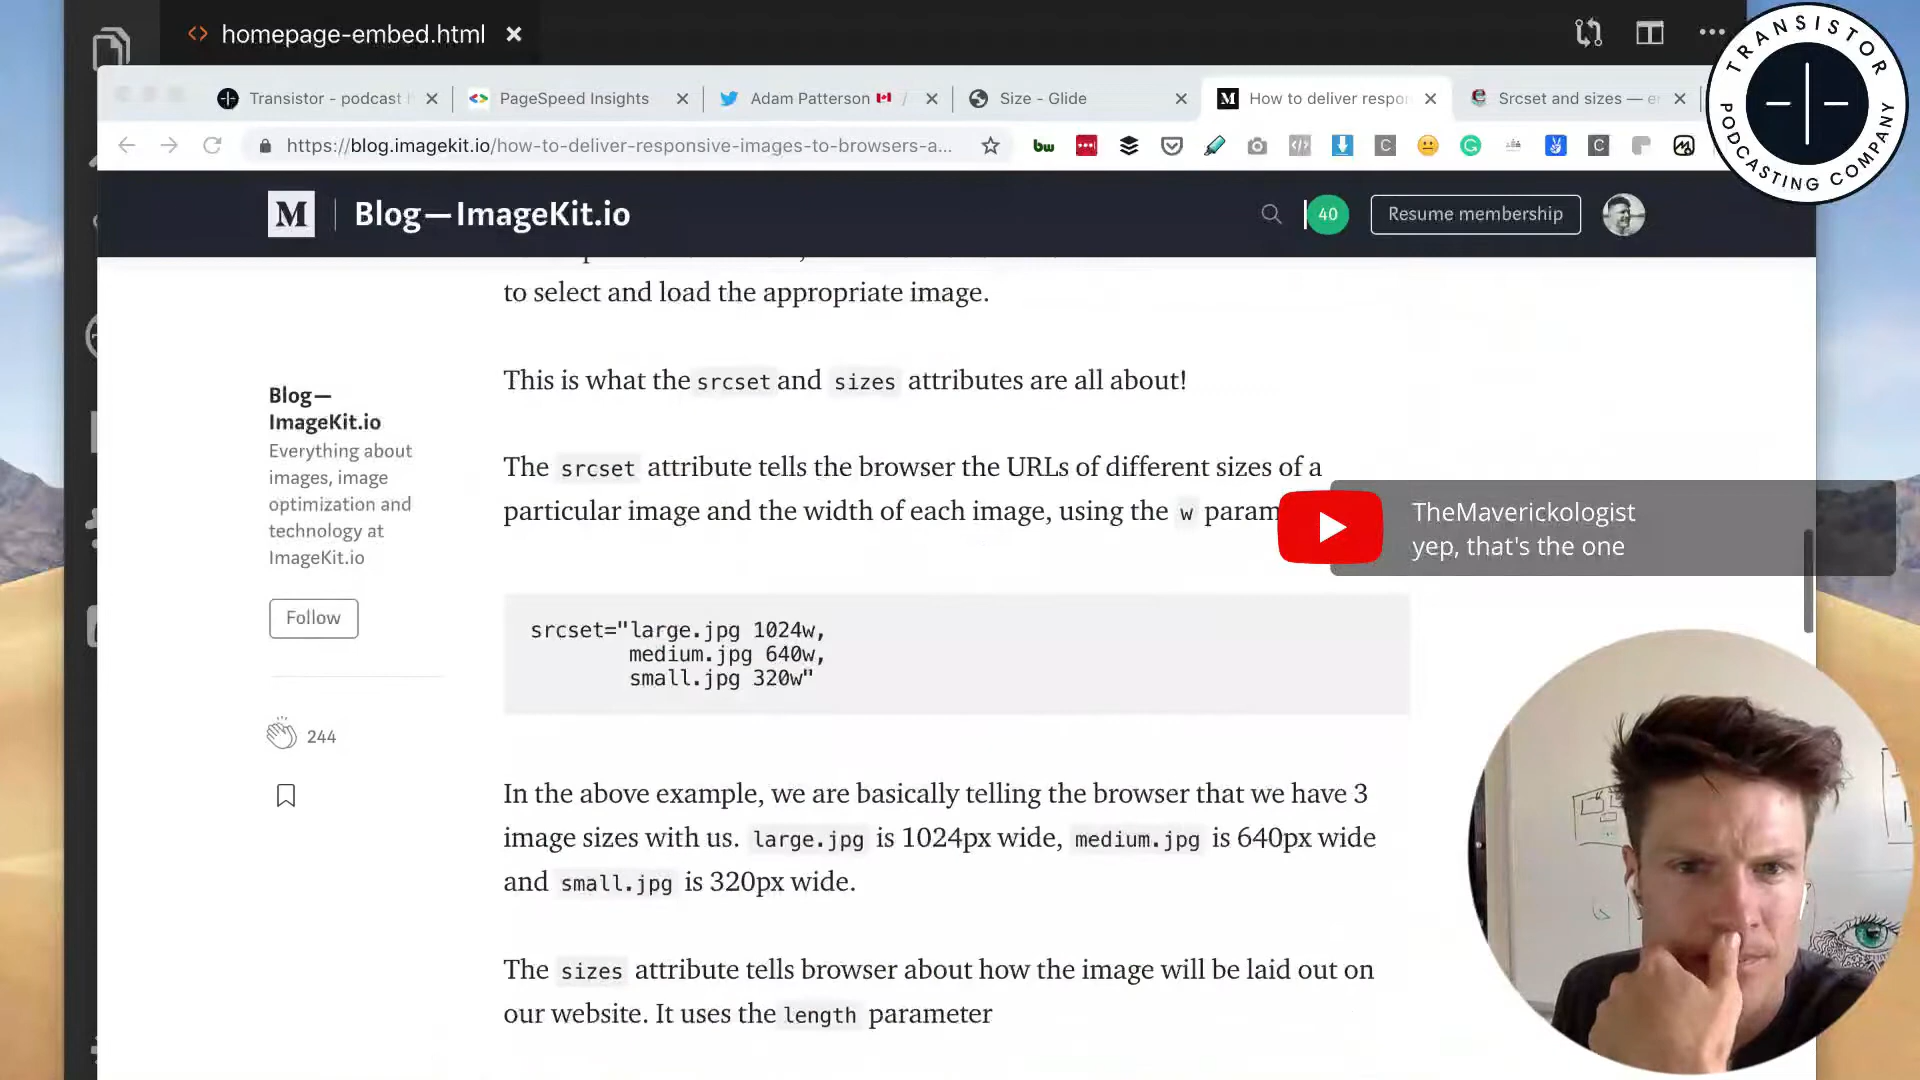 homepage-embed.html
TRANSISTOR
PODCASTING COMPANY
Transistor - podcast
PageSpeed Insights
Adam Patterson
Size - Glide
How to deliver respo
Srcset and sizes —
https://blog.imagekit.io/how-to-deliver-responsive-images-to-browsers-a...
bw
C
C
M
Blog—ImageKit.io
40
Resume membership
to select and load the appropriate image.
This is what the srcset and sizes attributes are all about!
Blog—
ImageKit.io
Everything about
images, image
optimization and
technology at
ImageKit.io
Follow
244
The srcset attribute tells the browser the URLs of different sizes of a
particular image and the width of each image, using the w param
TheMaverickologist
yep, that's the one
srcset="large.jpg 1024w,
medium.jpg 640w,
small.jpg 320w"
In the above example, we are basically telling the browser that we have 3
image sizes with us. large.jpg is 1024px wide, medium.jpg is 640px wide
and small.jpg is 320px wide.
The sizes attribute tells browser about how the image will be laid out on
our website. It uses the length parameter